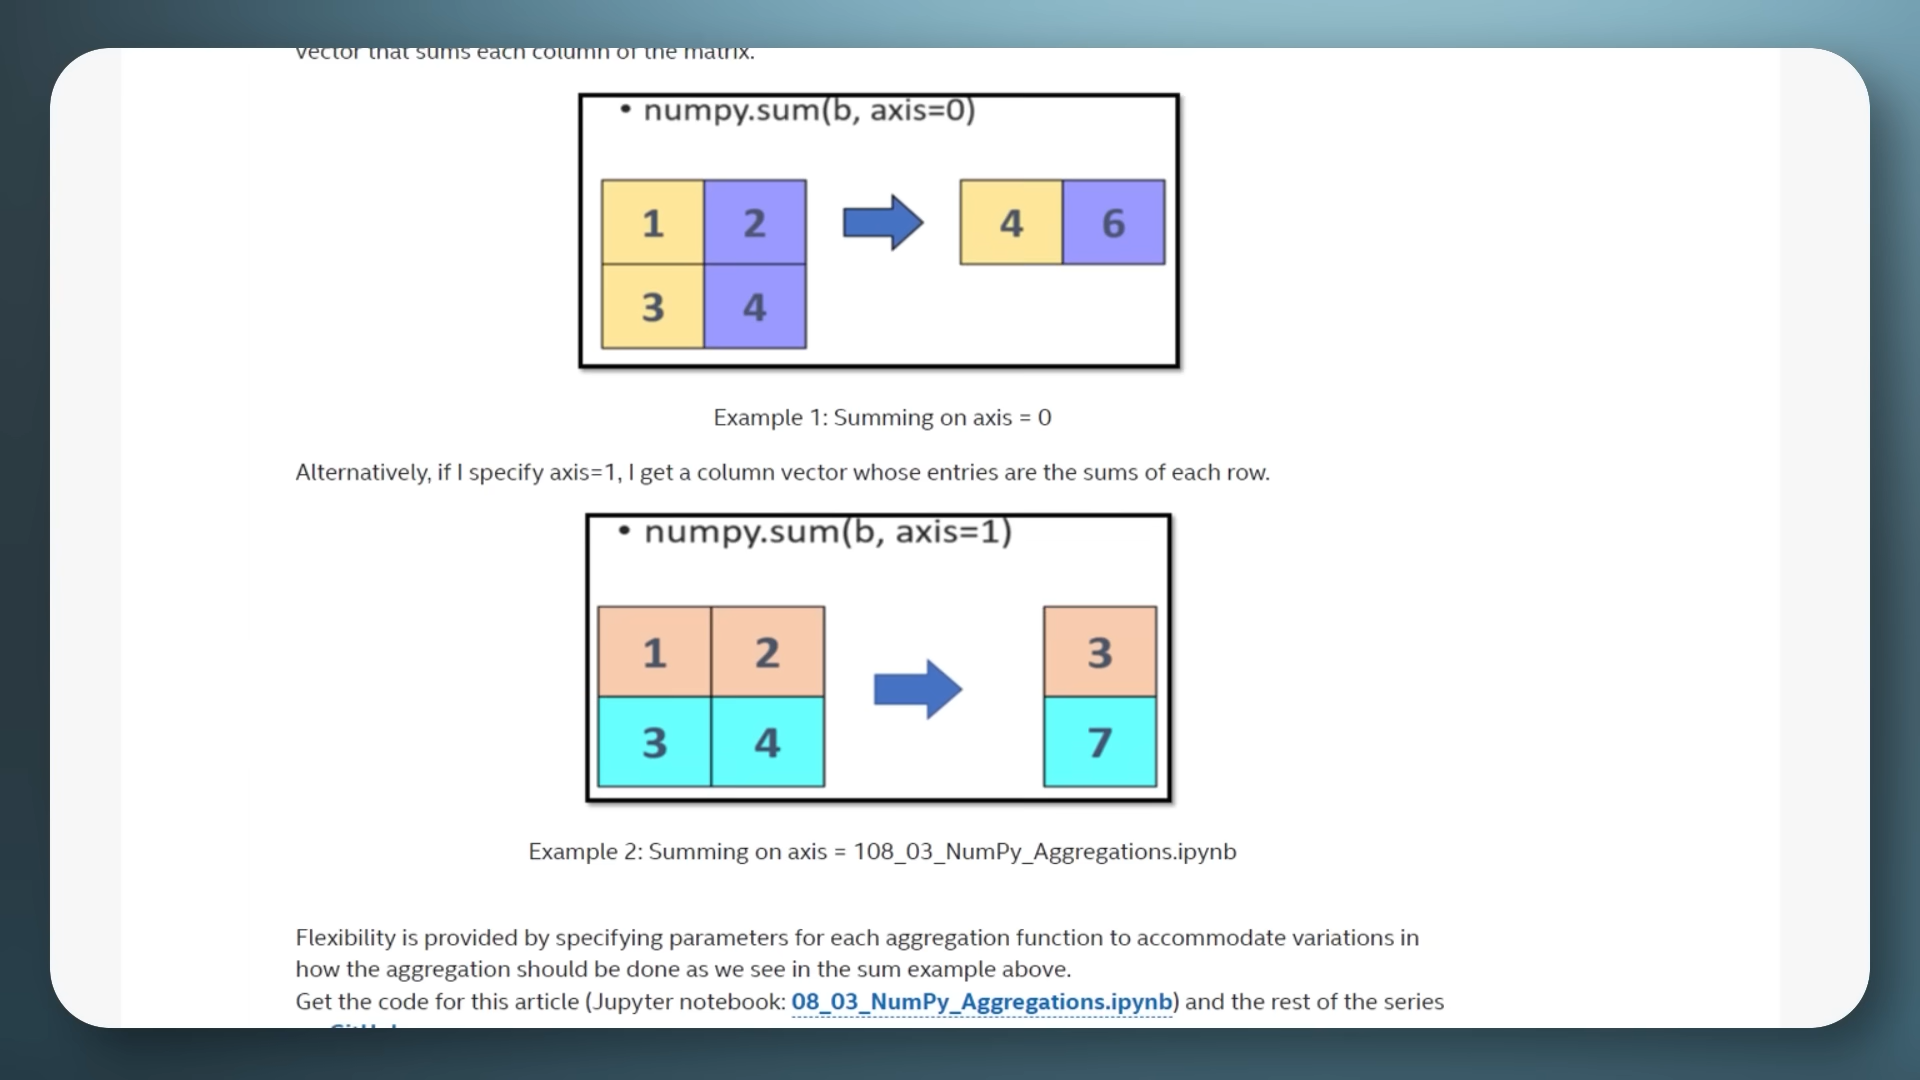 vector that sums each column of the matrix.
• numpy.sum(b, axis=0)
1 2
4 6
3 4
Example 1: Summing on axis = 0
Alternatively, if I specify axis=1, I get a column vector whose entries are the sums of each row.
• numpy.sum(b, axis=1)
1 2
3
3 4
7
Example 2: Summing on axis = 108_03_NumPy_Aggregations.ipynb
Flexibility is provided by specifying parameters for each aggregation function to accommodate variations in
how the aggregation should be done as we see in the sum example above.
Get the code for this article (Jupyter notebook: 08_03_NumPy_Aggregations.ipynb) and the rest of the series